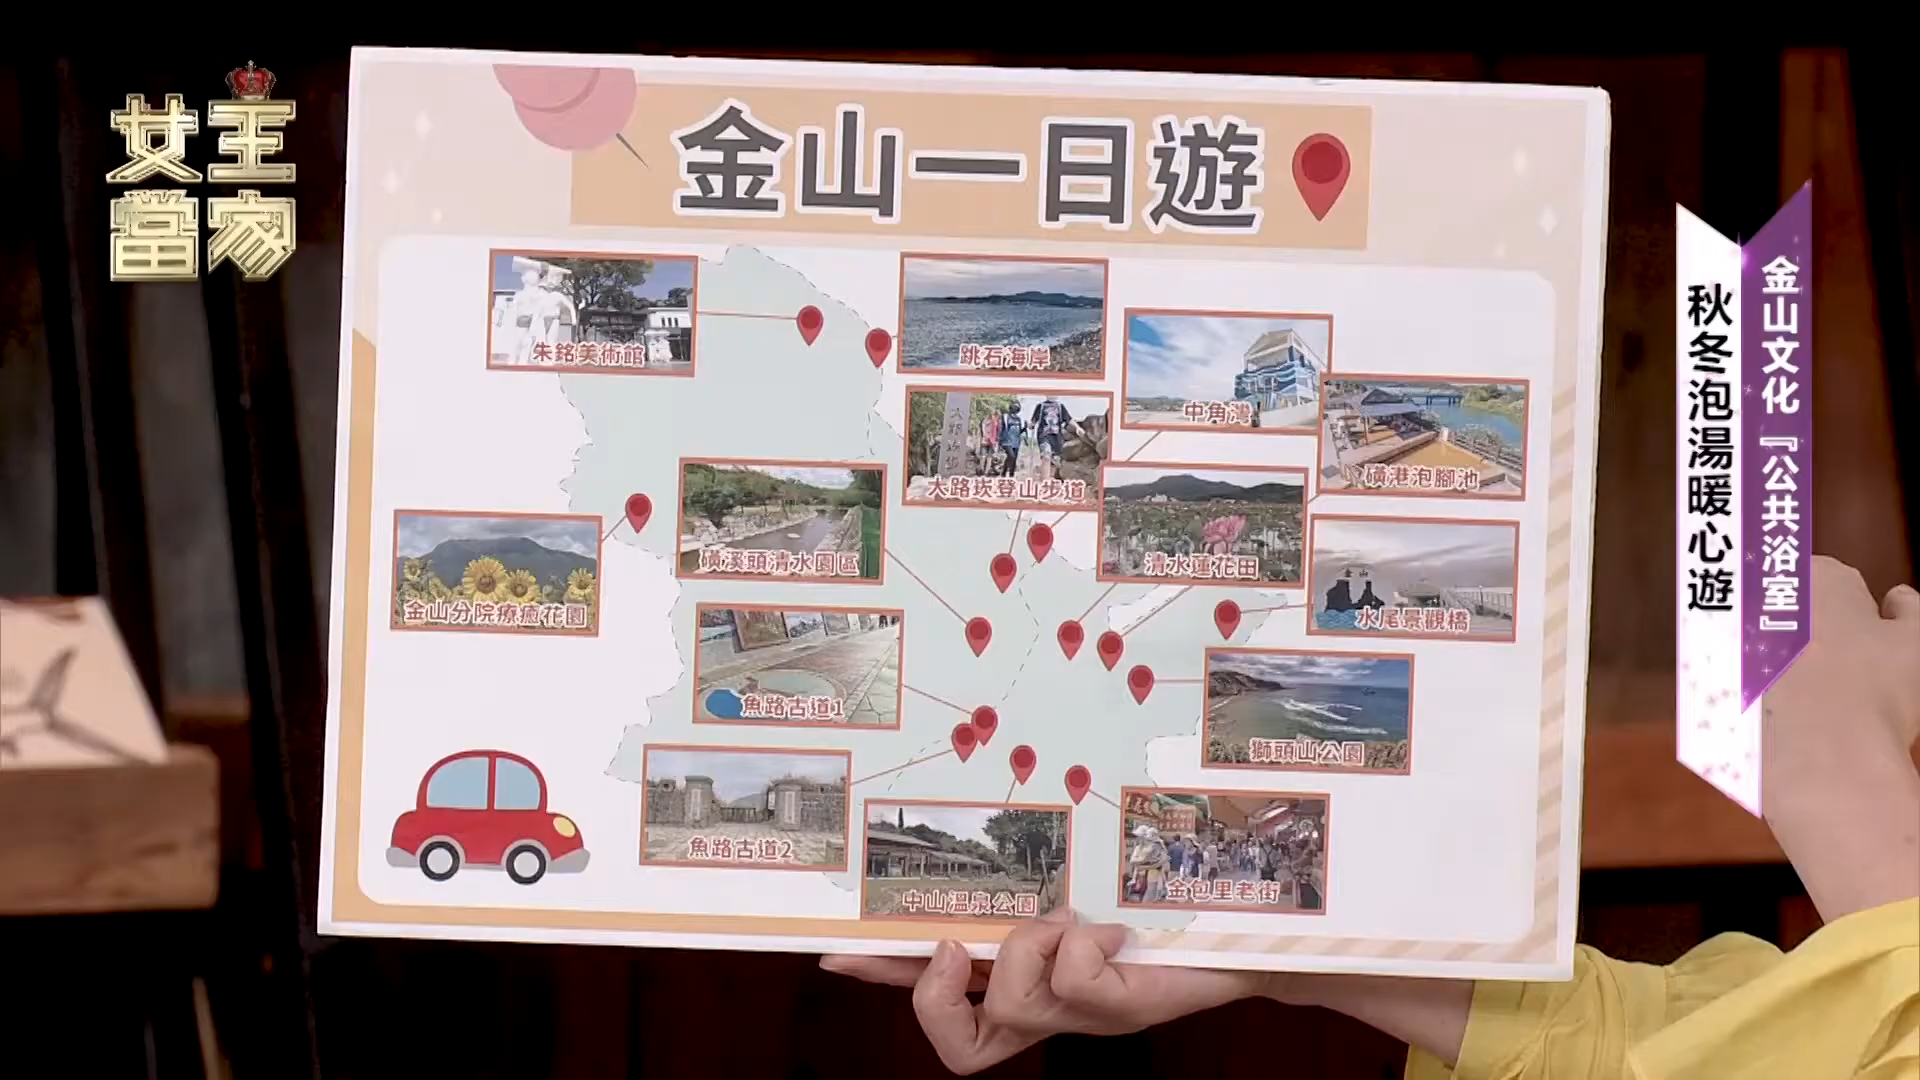 女王
當家
金山一日遊
朱銘美術館
跳石海岸
中角灣
大路崁登山步道
磺港泡腳池
磺溪頭清水園區
清水蓮花田
金山分院療癒花園
金山
水尾景觀橋
魚路古道1
獅頭山公園
魚路古道2
中山溫泉公園
金包里老街
金山文化『公共浴室』
秋冬泡湯暖心遊